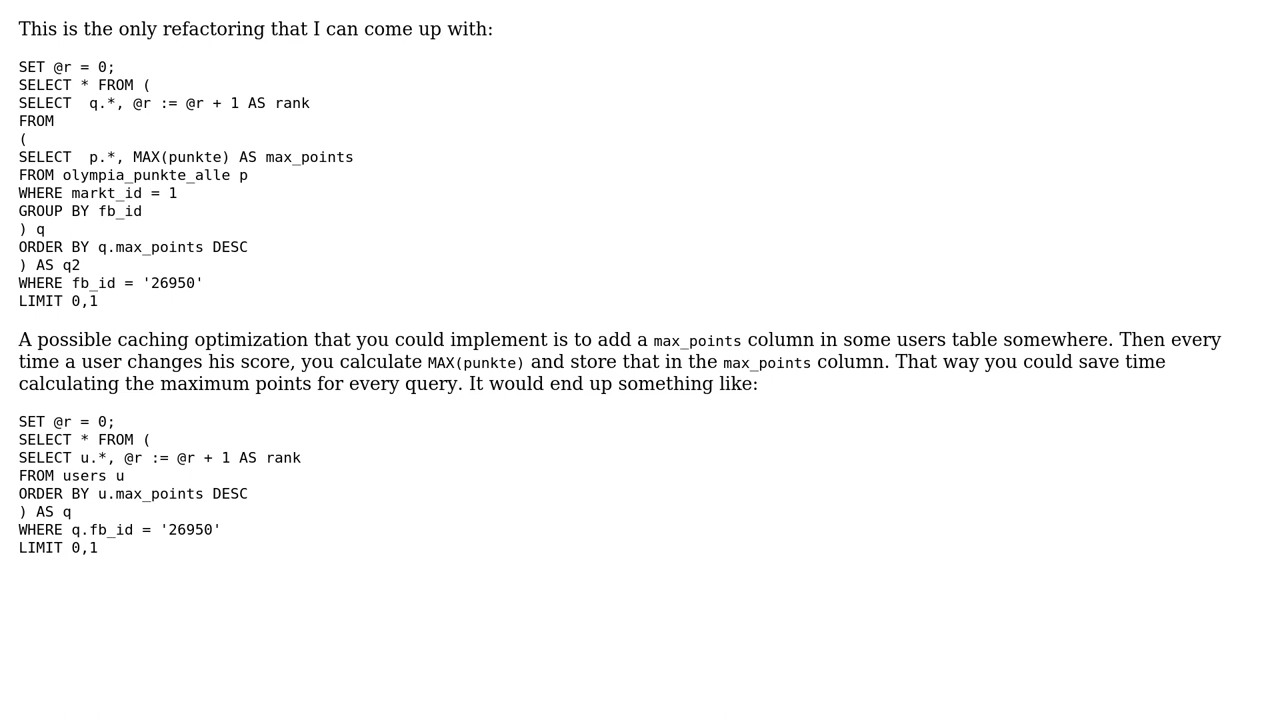 This is the only refactoring that I can come up with:
SET @r = 0;
SELECT * FROM (
SELECT  q.*, @r := @r + 1 AS rank
FROM
(
SELECT  p.*, MAX(punkte) AS max_points
FROM olympia_punkte_alle p
WHERE markt_id = 1
GROUP BY fb_id
) q
ORDER BY q.max_points DESC
) AS q2
WHERE fb_id = '26950'
LIMIT 0,1
A possible caching optimization that you could implement is to add a max_points column in some users table somewhere. Then every
time a user changes his score, you calculate MAX(punkte) and store that in the max_points column. That way you could save time
calculating the maximum points for every query. It would end up something like:
SET @r = 0;
SELECT * FROM (
SELECT u.*, @r := @r + 1 AS rank
FROM users u
ORDER BY u.max_points DESC
) AS q
WHERE q.fb_id = '26950'
LIMIT 0,1